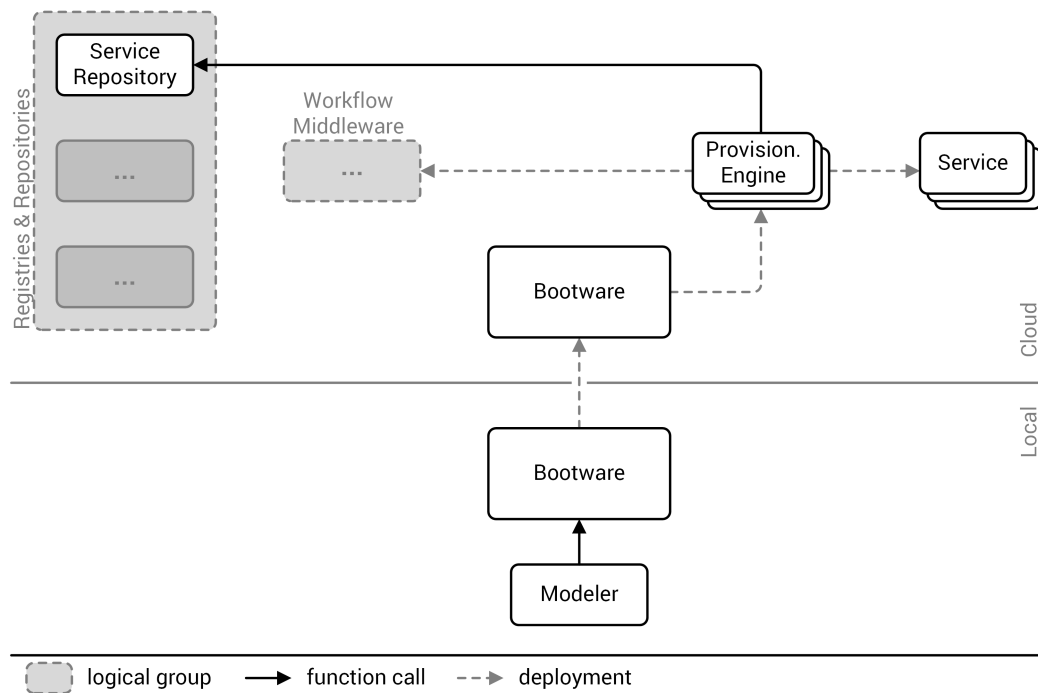 Service
Repository
Registries & Repositories
...
...
Workflow
Middleware
...
Provision.
Engine
Service
Bootware
Cloud
Local
Bootware
Modeler
logical group
function call
deployment